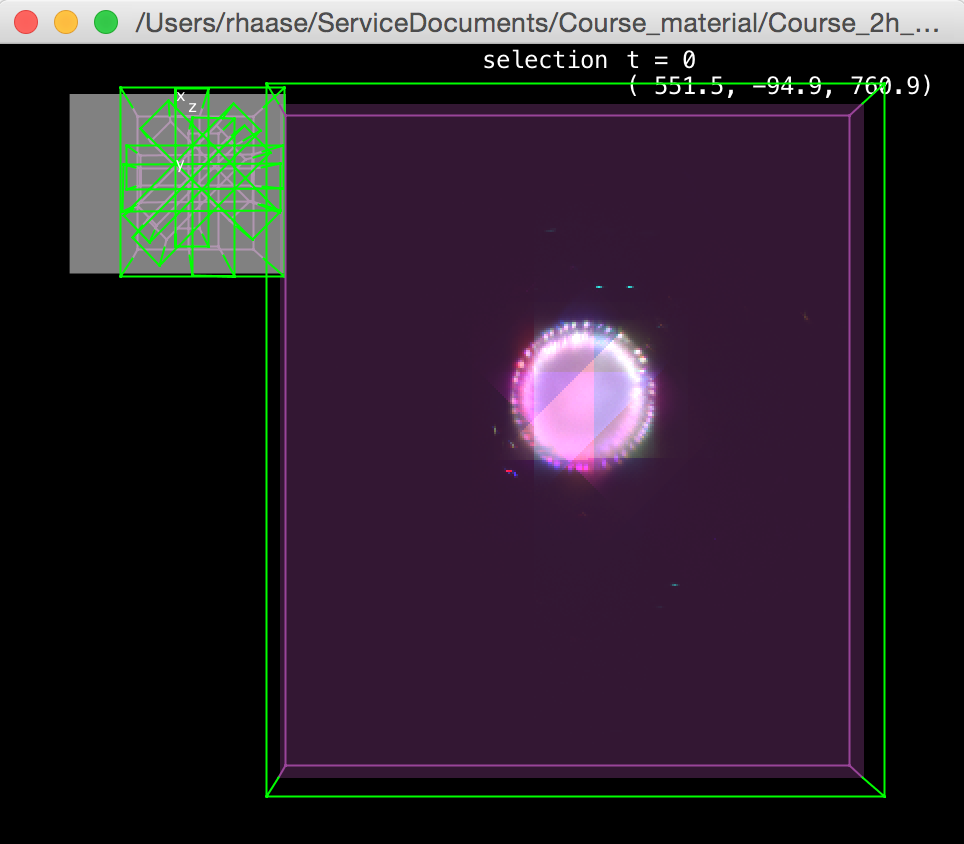 /Users/rhaase/ServiceDocuments/Course_material/Course_2h_…
selection t = 0
( 551.5, −94.9, 760.9)
x
z
y